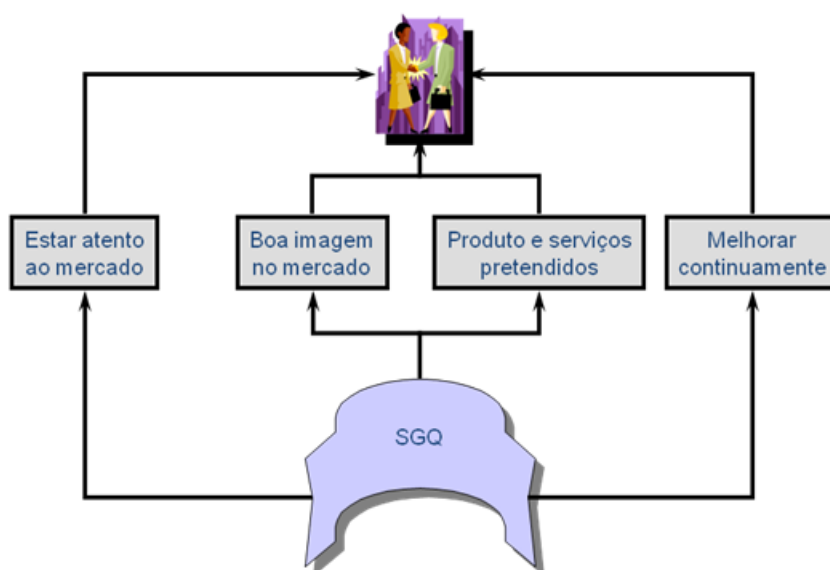 Estar atento
ao mercado
Boa imagem
no mercado
Produto e serviços
pretendidos
Melhorar
continuamente
SGQ